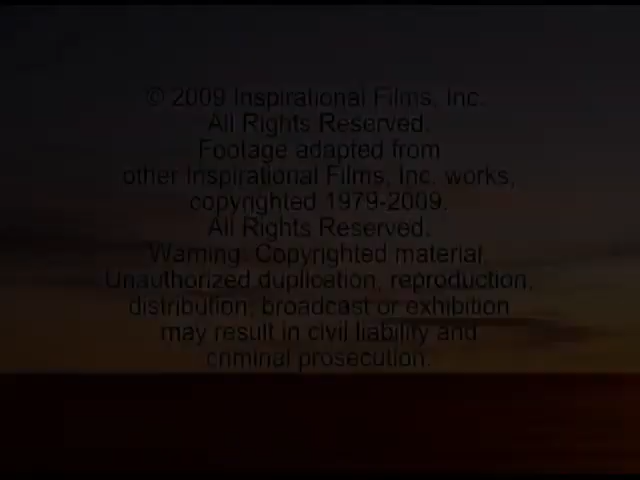 © 2009 Inspirational Films, Inc.
All Rights Reserved.
Footage adapted from
other Inspirational Films, Inc. works,
copyrighted 1979-2009.
All Rights Reserved.
Warning: Copyrighted material.
Unauthorized duplication, reproduction,
distribution, broadcast or exhibition
may result in civil liability and
criminal prosecution.